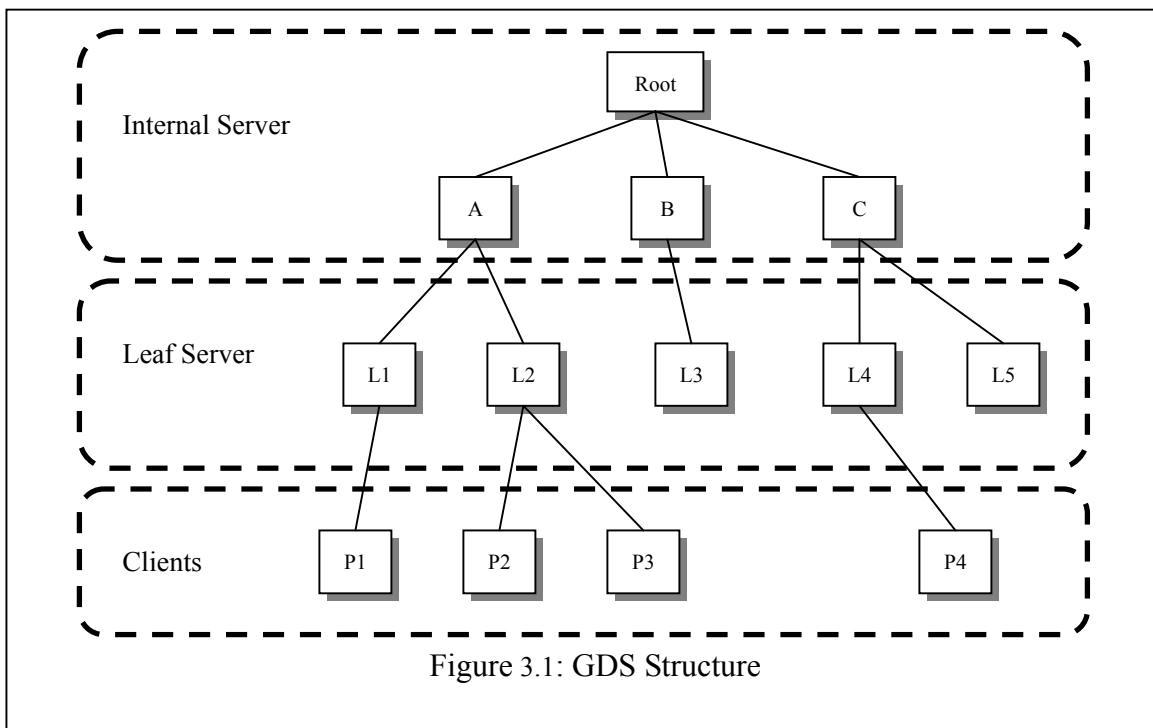 Root
Internal Server
A B C
Leaf Server
L1 L2 L3 L4 L5
Clients
P1 P2 P3 P4
Figure 3.1: GDS Structure